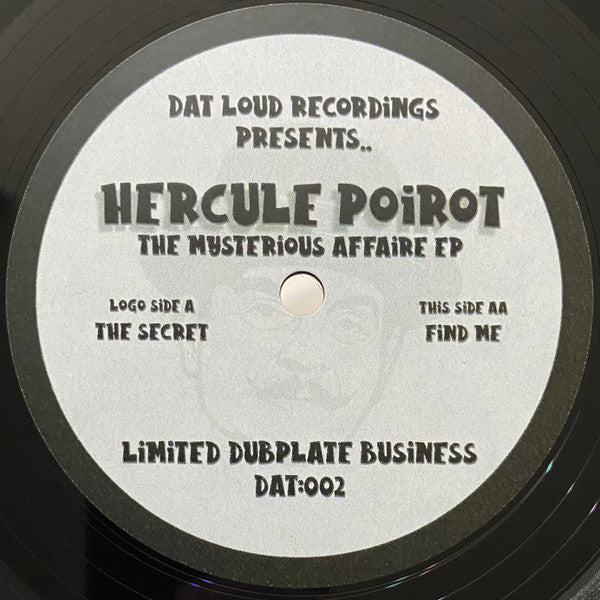 DAT LOUD RECORDiNGS
PRESENTS..
HERCULE POiROT
THE MYSTERiOUS AFFAiRE EP
LOGO SiDE A
THE SECRET
THiS SiDE AA
FiND ME
LiMiTED DUBPLATE BUSiNESS
DAT:002